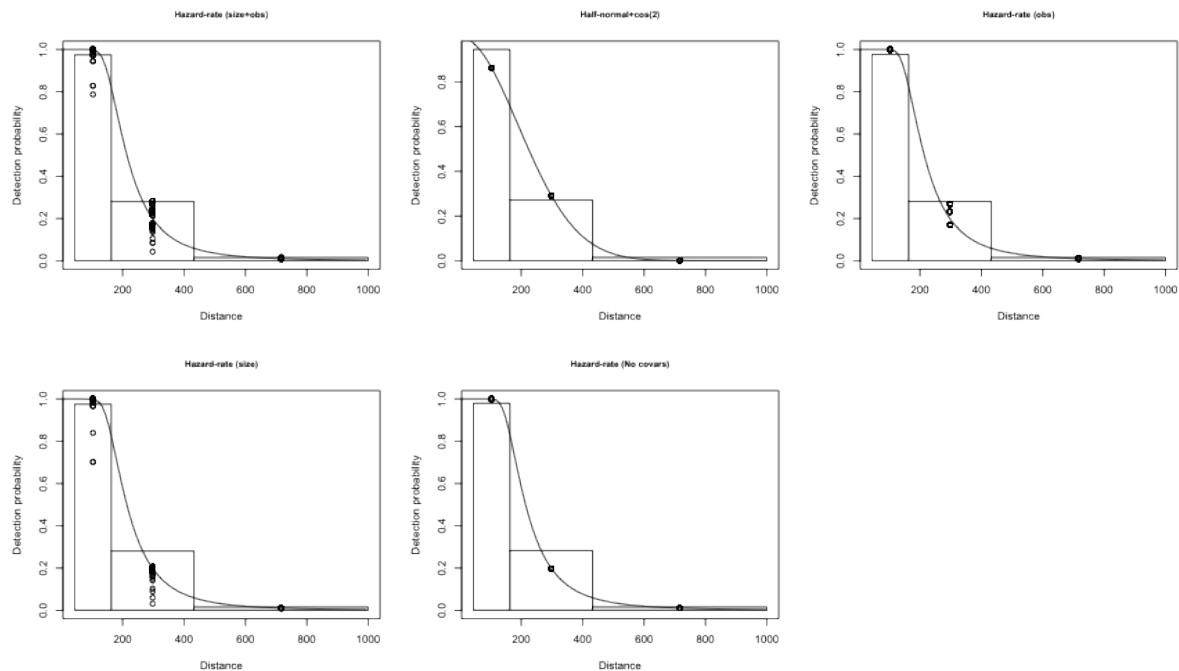 Hazard-rate (size+obs)
Detection probability
0.0 0.2 0.4 0.6 0.8 1.0
200 400 600 800 1000
Distance
Half-normal+cos(2)
Detection probability
0.0 0.2 0.4 0.6 0.8
200 400 600 800 1000
Distance
Hazard-rate (obs)
Detection probability
0.0 0.2 0.4 0.6 0.8 1.0
200 400 600 800 1000
Distance
Hazard-rate (size)
Detection probability
0.0 0.2 0.4 0.6 0.8 1.0
200 400 600 800 1000
Distance
Hazard-rate (No covars)
Detection probability
0.0 0.2 0.4 0.6 0.8 1.0
200 400 600 800 1000
Distance